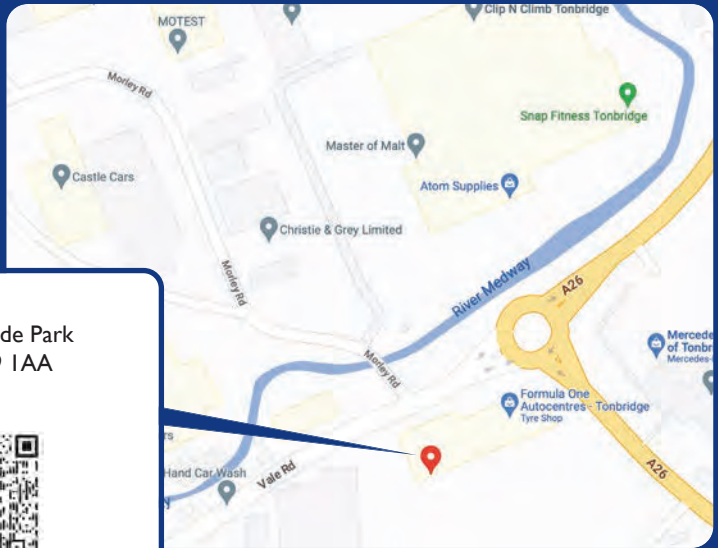 Clip N Climb Tonbridge
MOTEST
Morley Rd
Snap Fitness Tonbridge
Master of Malt
Castle Cars
Atom Supplies
Christie & Grey Limited
Morley Rd
River Medway
A26
de Park
1AA
Morley Rd
Mercede
of Tonbr
Mercedes-
Formula One
Autocentres - Tonbridge
Tyre Shop
rs
Hand Car Wash
Vale Rd
A26
y